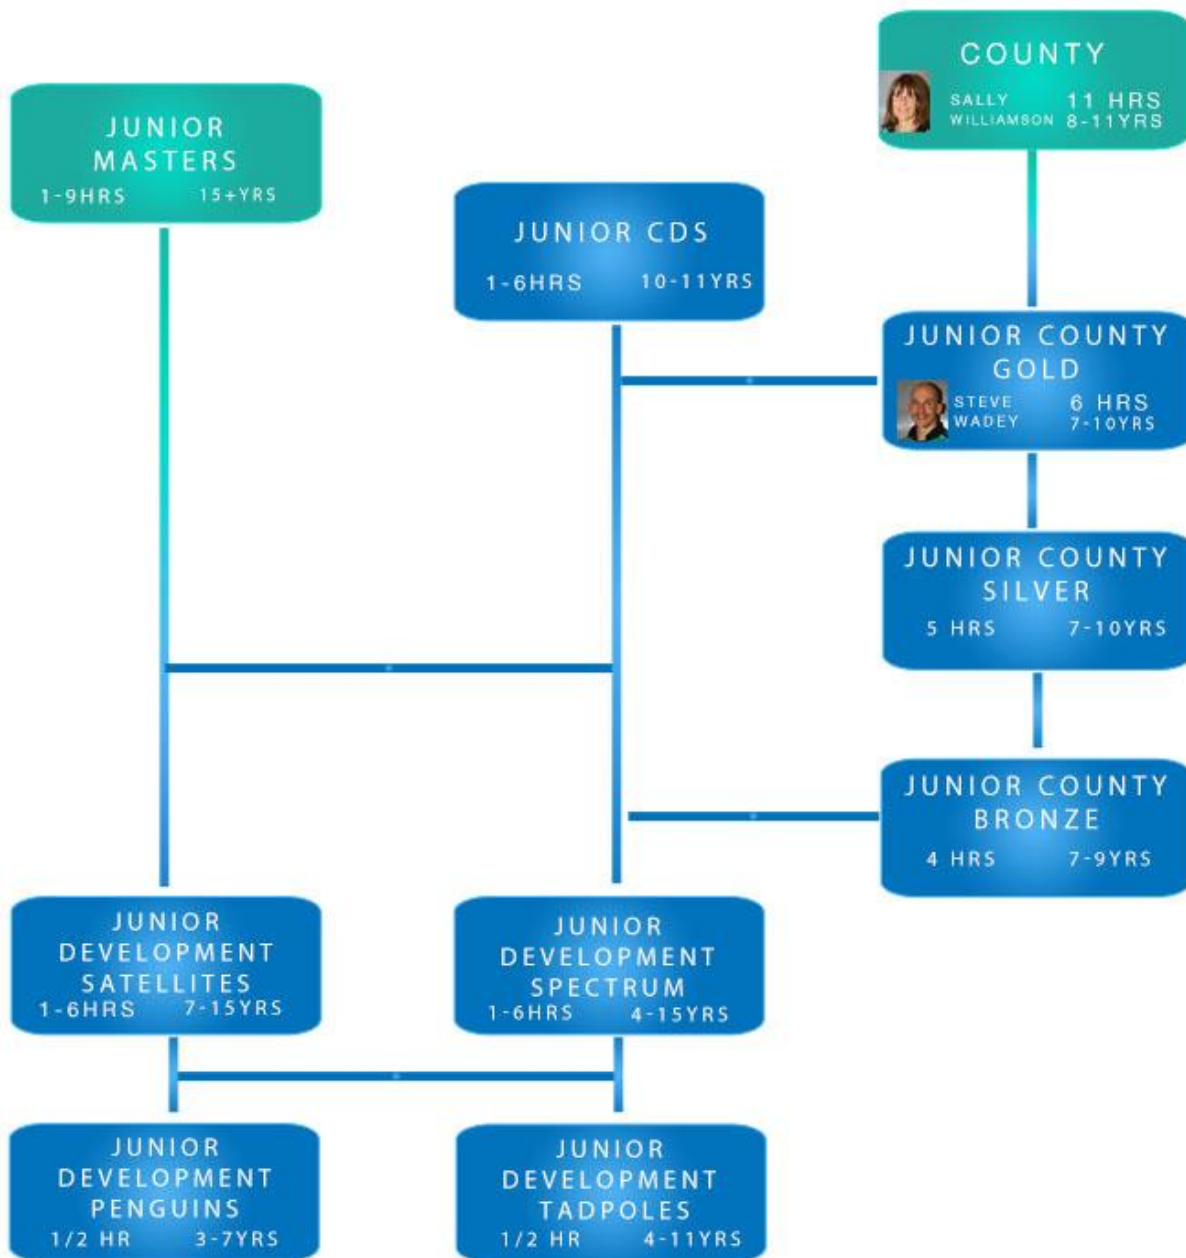 COUNTY
SALLY 11 HRS
WILLIAMSON 8-11YRS
JUNIOR
MASTERS
1-9HRS 15+YRS
JUNIOR CDS
1-6HRS 10-11YRS
JUNIOR COUNTY
GOLD
STEVE 6 HRS
WADEY 7-10YRS
JUNIOR COUNTY
SILVER
5 HRS 7-10YRS
JUNIOR COUNTY
BRONZE
4 HRS 7-9YRS
JUNIOR
DEVELOPMENT
SATELLITES
1-6HRS 7-15YRS
JUNIOR
DEVELOPMENT
SPECTRUM
1-6HRS 4-15YRS
JUNIOR
DEVELOPMENT
PENGUINS
1/2 HR 3-7YRS
JUNIOR
DEVELOPMENT
TADPOLES
1/2 HR 4-11YRS